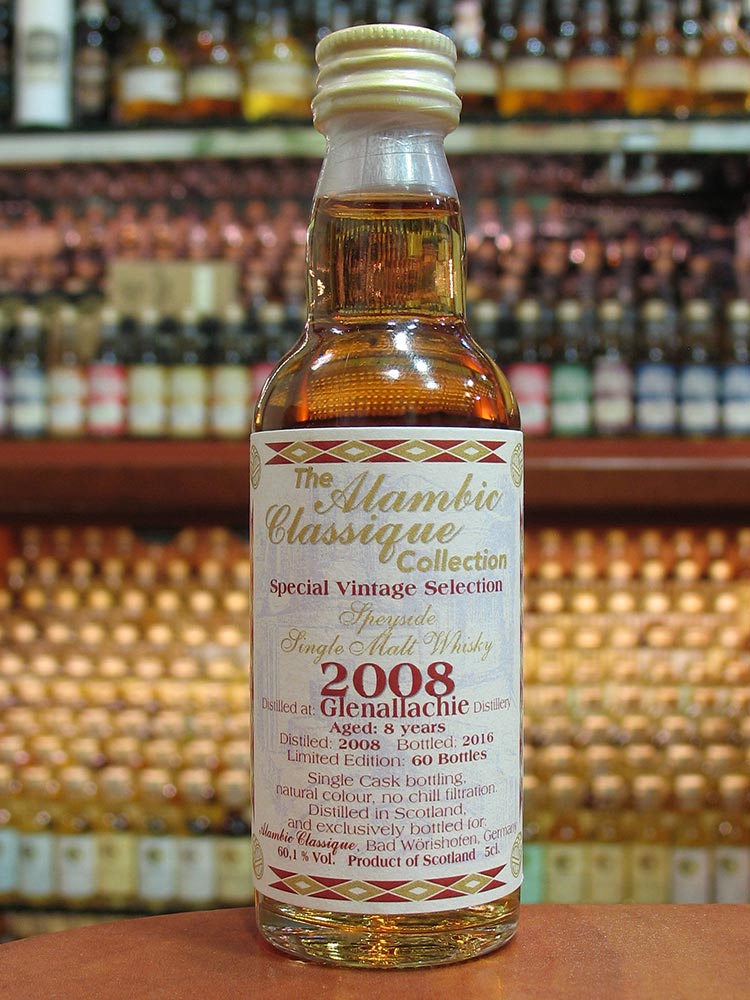 The Alambic
Classique
Collection
Special Vintage Selection
Speyside
Single Malt Whisky
2008
Distilled at: Glenallachie Distillery
Aged: 8 years
Distiled: 2008 Bottled: 2016
Limited Edition: 60 Bottles
Single Cask bottling,
natural colour, no chill filtration.
Distilled in Scotland,
and exclusively bottled for:
Alambic Classique, Bad Wörishofen, Germany
60,1 % Vol. Product of Scotland 5cl.